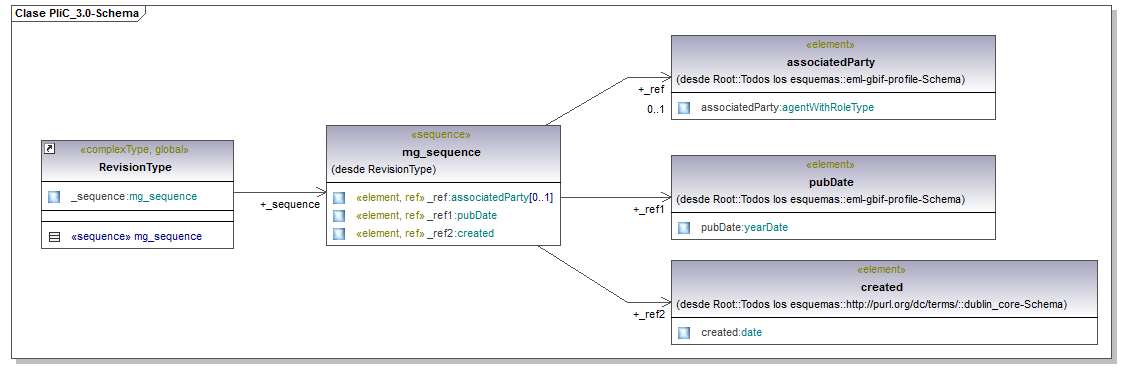 Clase PliC_3.0-Schema
«complexType, global»
RevisionType
_sequence:mg_sequence
«sequence» mg_sequence
+_sequence
«sequence»
mg_sequence
(desde RevisionType)
«element, ref» _ref:associatedParty[0..1]
«element, ref» _ref1:pubDate
«element, ref» _ref2:created
+_ref
0..1
«element»
associatedParty
(desde Root::Todos los esquemas::eml-gbif-profile-Schema)
associatedParty:agentWithRoleType
+_ref1
«element»
pubDate
(desde Root::Todos los esquemas::eml-gbif-profile-Schema)
pubDate:yearDate
+_ref2
«element»
created
(desde Root::Todos los esquemas::http://purl.org/dc/terms/::dublin_core-Schema)
created:date